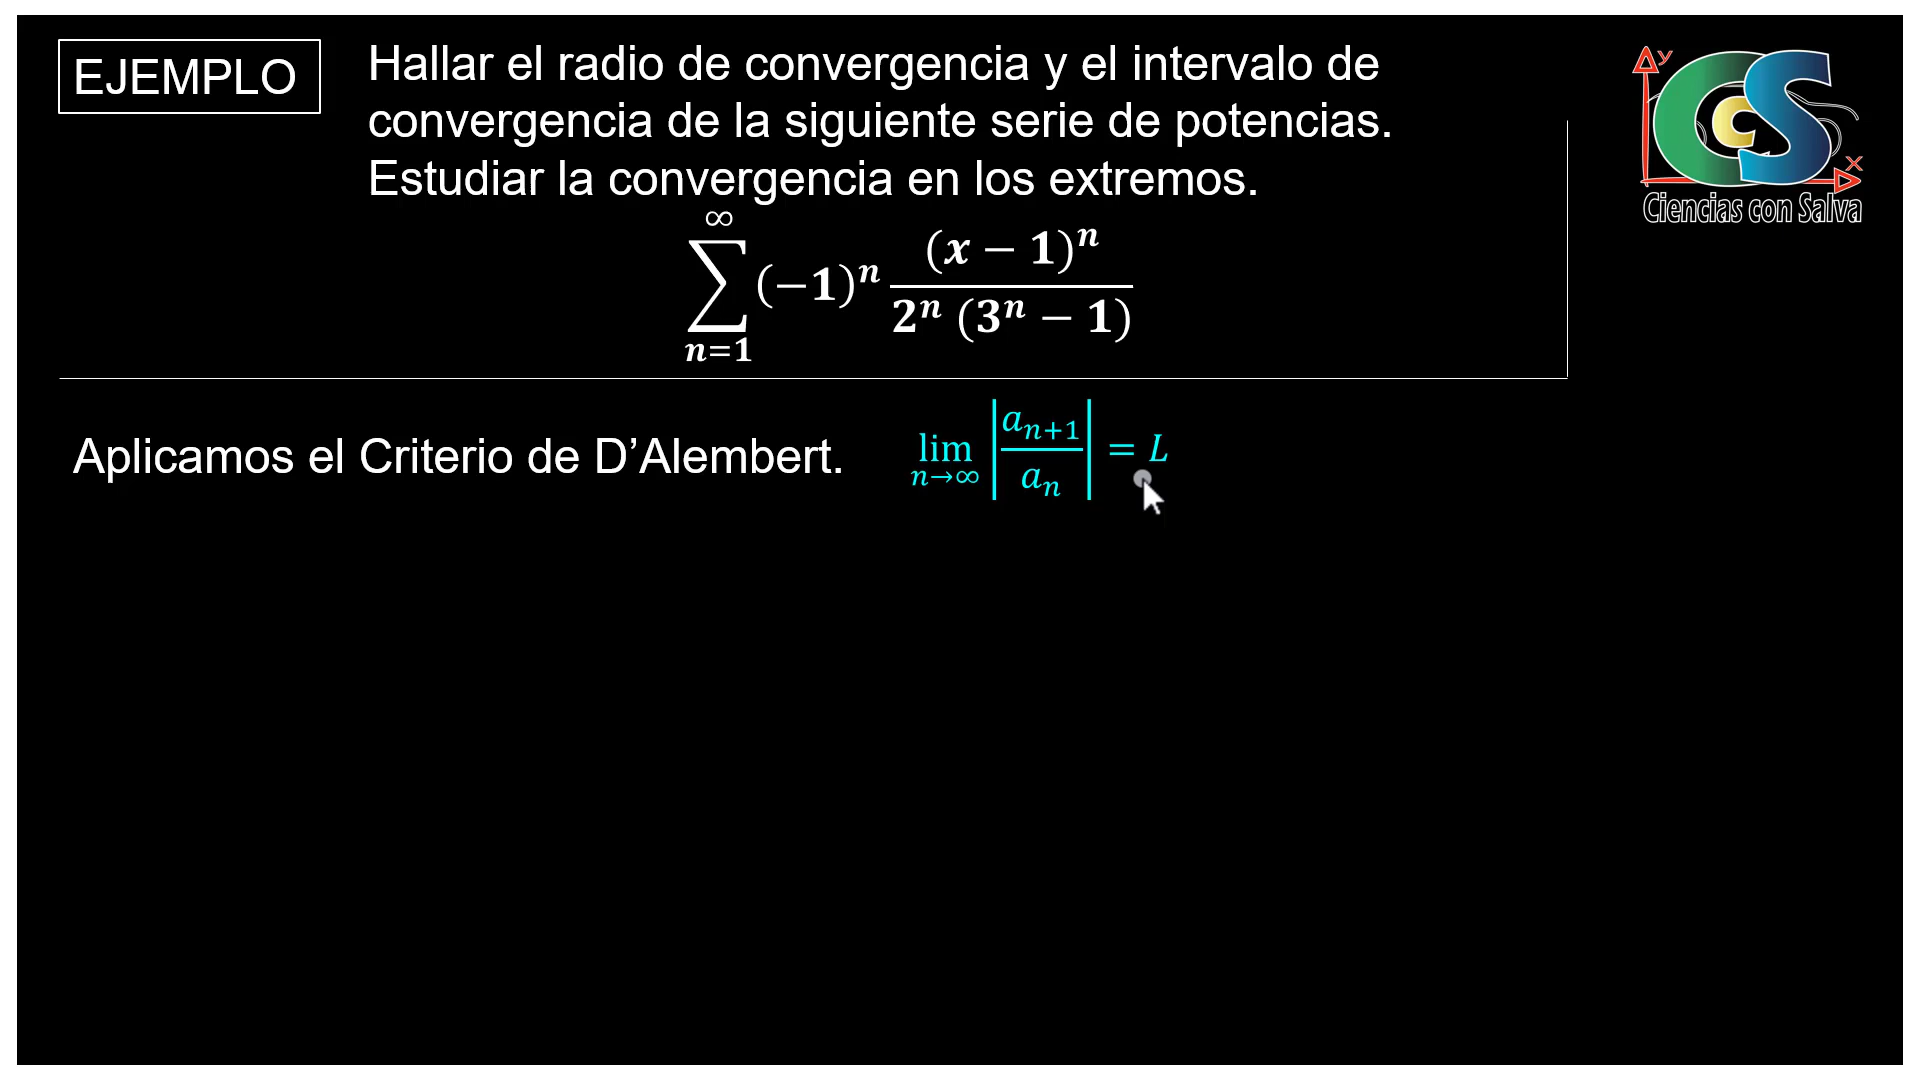 EJEMPLO
Hallar el radio de convergencia y el intervalo de
convergencia de la siguiente serie de potencias.
Estudiar la convergencia en los extremos.
∞
∑ (−1)ⁿ (x − 1)ⁿ / 2ⁿ (3ⁿ − 1)
n=1
Aplicamos el Criterio de D’Alembert.
lim n→∞ |aₙ₊₁ / aₙ| = L
y
x
CcS
Ciencias con Salva